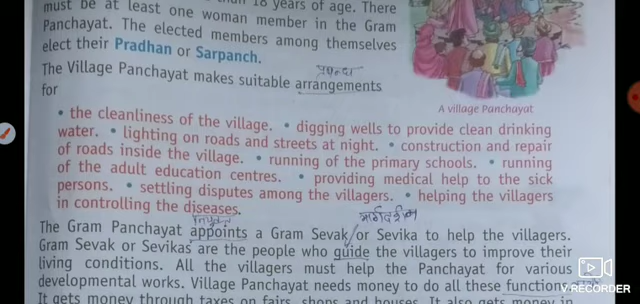 than 18 years of age. There
must be at least one woman member in the Gram
Panchayat. The elected members among themselves
elect their Pradhan or Sarpanch.
The Village Panchayat makes suitable arrangements
for
A village Panchayat
• the cleanliness of the village. • digging wells to provide clean drinking
water. • lighting on roads and streets at night. • construction and repair
of roads inside the village. • running of the primary schools. • running
of the adult education centres. • providing medical help to the sick
persons. • settling disputes among the villagers. • helping the villagers
in controlling the diseases.
The Gram Panchayat appoints a Gram Sevak/or Sevika to help the villagers.
Gram Sevak or Sevikas are the people who guide the villagers to improve their
living conditions. All the villagers must help the Panchayat for various
developmental works. Village Panchayat needs money to do all these functions.
It gets money through taxes on fairs, shops and houses. It also gets money in
V.RECORDER